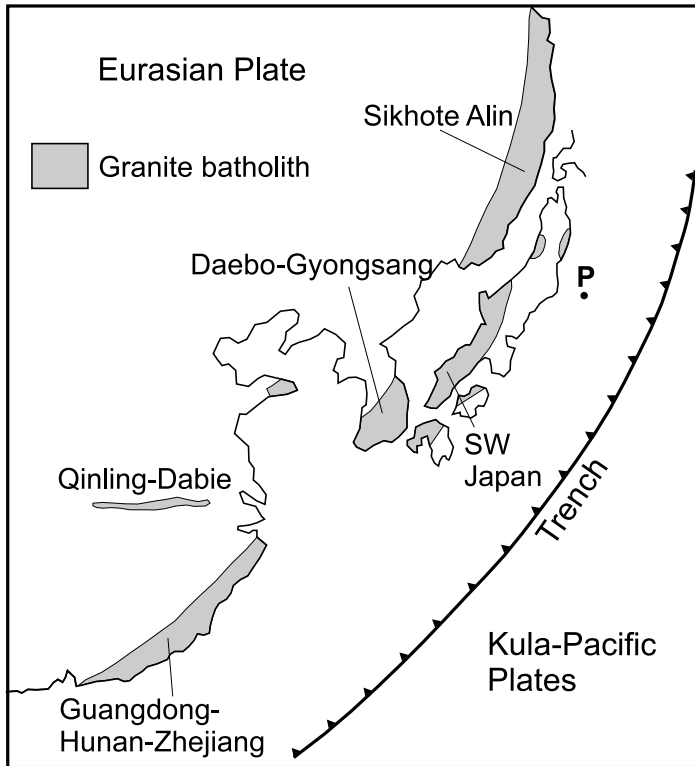 Eurasian Plate
Sikhote Alin
Granite batholith
Daebo-Gyongsang
P
SW
Japan
Qinling-Dabie
Trench
Kula-Pacific
Plates
Guangdong-
Hunan-Zhejiang